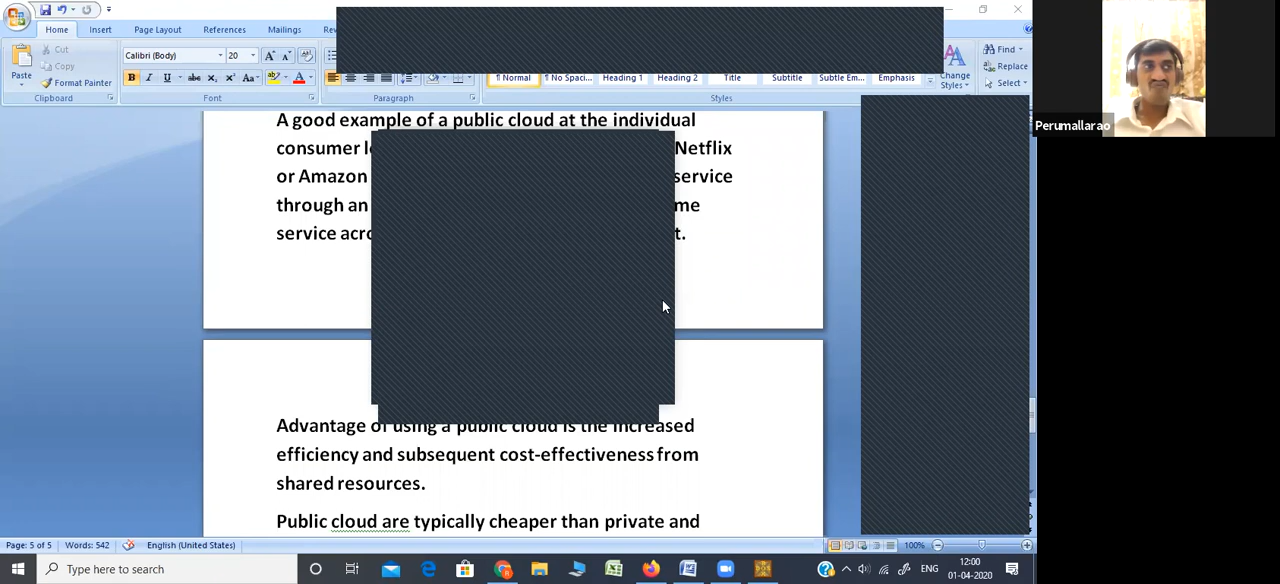 Home
Insert
Page Layout
References
Mailings
Cut
Copy
Format Painter
Paste
Clipboard
Calibri (Body)
20
Font
Paragraph
¶ Normal
¶ No Spaci...
Heading 1
Heading 2
Title
Subtitle
Subtle Em...
Emphasis
Styles
Change
Styles
Find
Replace
Select
Perumallarao
A good example of a public cloud at the individual
consumer Netflix
or Amazon service
through an me
service t.
Advantage of using a public cloud is the increased
efficiency and subsequent cost-effectiveness from
shared resources.
Public cloud are typically cheaper than private and
Page: 5 of 5
Words: 542
English (United States)
100%
Type here to search
ENG
12:00
01-04-2020